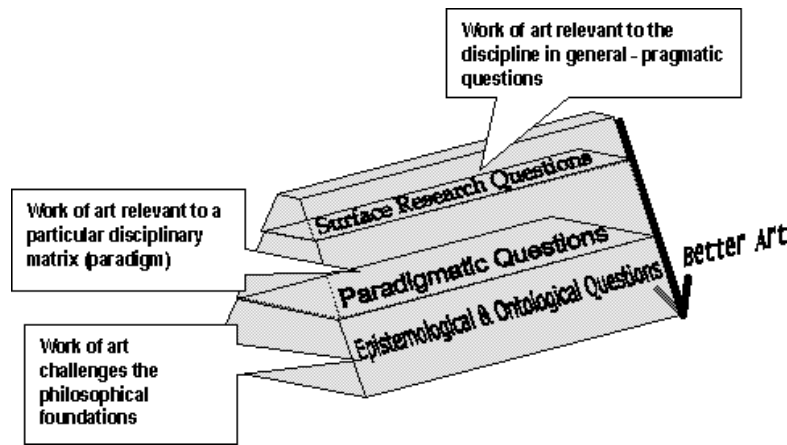 Work of art relevant to the
discipline in general - pragmatic
questions
Surface Research Questions
Work of art relevant to a
particular disciplinary
matrix (paradigm)
Paradigmatic Questions
Better Art
Epistemological & Ontological Questions
Work of art
challenges the
philosophical
foundations